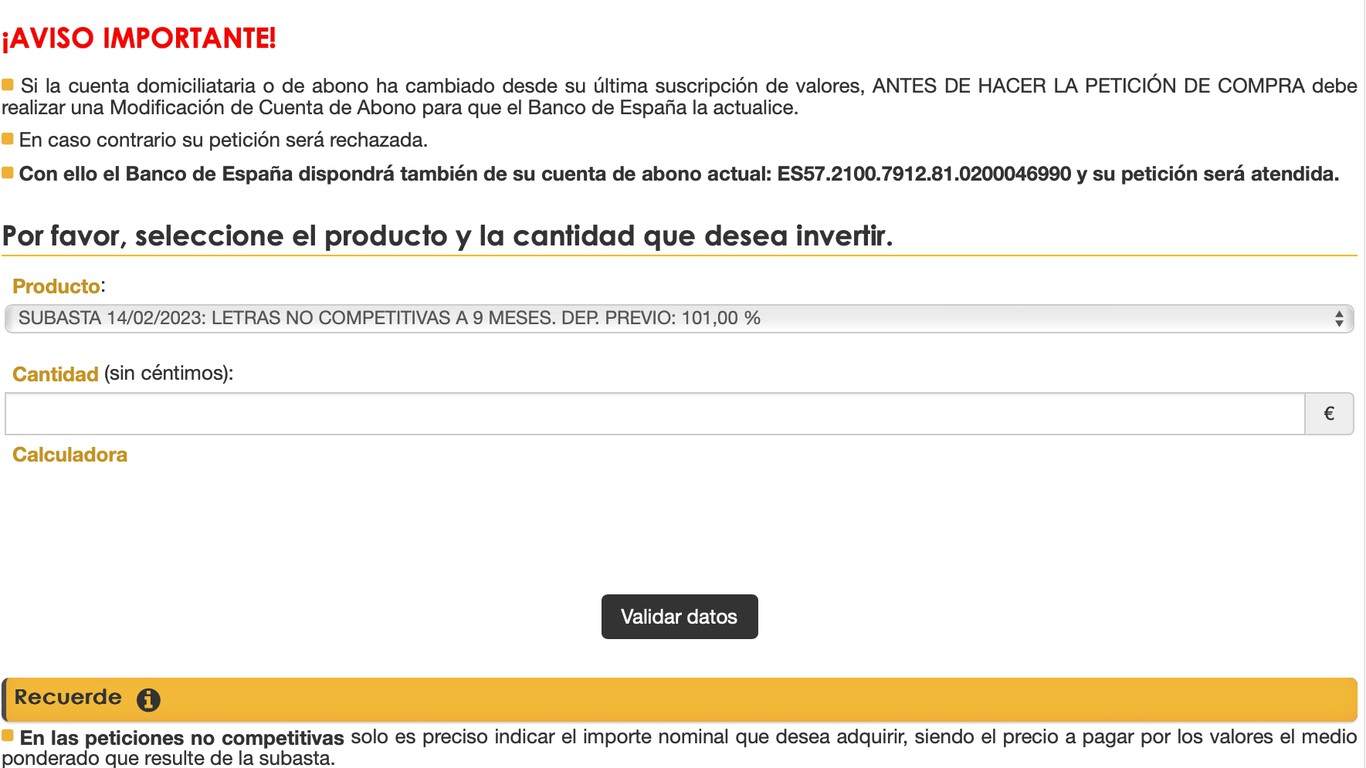 ¡AVISO IMPORTANTE!
Si la cuenta domiciliataria o de abono ha cambiado desde su última suscripción de valores, ANTES DE HACER LA PETICIÓN DE COMPRA debe
realizar una Modificación de Cuenta de Abono para que el Banco de España la actualice.
En caso contrario su petición será rechazada.
Con ello el Banco de España dispondrá también de su cuenta de abono actual: ES57.2100.7912.81.0200046990 y su petición será atendida.
Por favor, seleccione el producto y la cantidad que desea invertir.
Producto:
SUBASTA 14/02/2023: LETRAS NO COMPETITIVAS A 9 MESES. DEP. PREVIO: 101,00 %
Cantidad (sin céntimos):
€
Calculadora
Validar datos
Recuerde
En las peticiones no competitivas solo es preciso indicar el importe nominal que desea adquirir, siendo el precio a pagar por los valores el medio
ponderado que resulte de la subasta.